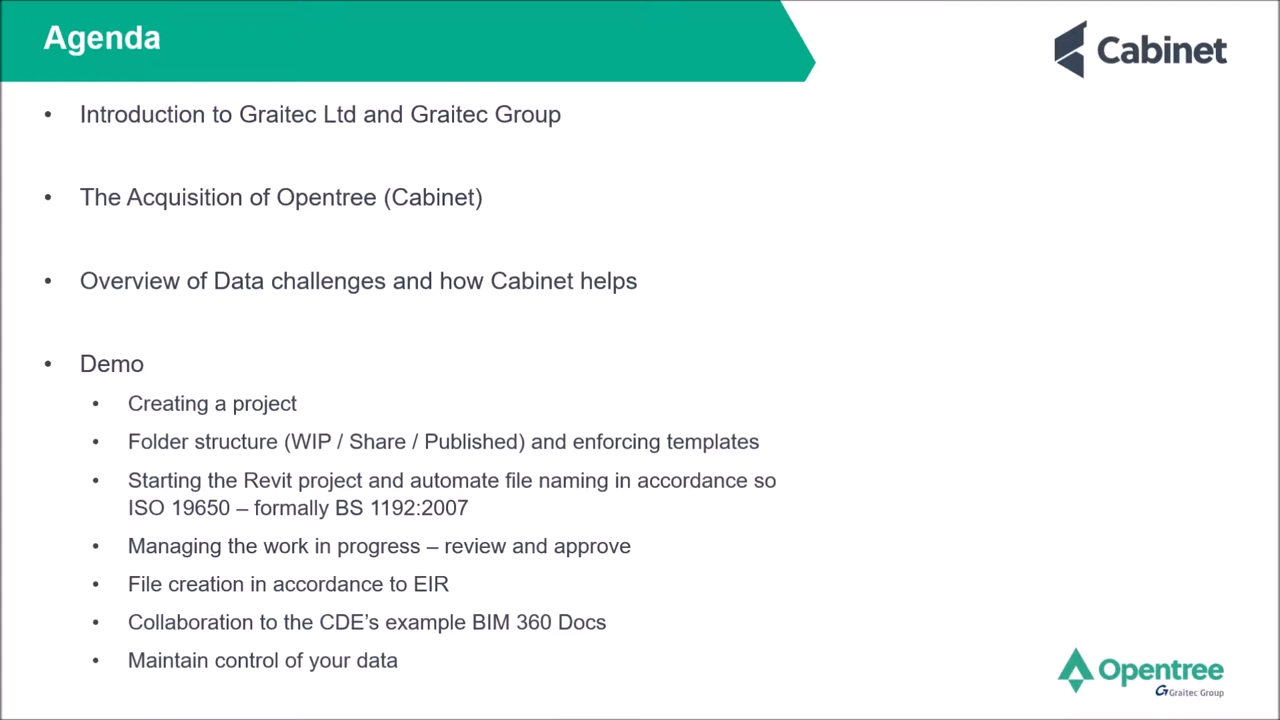 Agenda
Cabinet
• Introduction to Graitec Ltd and Graitec Group
• The Acquisition of Opentree (Cabinet)
• Overview of Data challenges and how Cabinet helps
• Demo
• Creating a project
• Folder structure (WIP / Share / Published) and enforcing templates
• Starting the Revit project and automate file naming in accordance so
ISO 19650 – formally BS 1192:2007
• Managing the work in progress – review and approve
• File creation in accordance to EIR
• Collaboration to the CDE’s example BIM 360 Docs
• Maintain control of your data
Opentree
Graitec Group